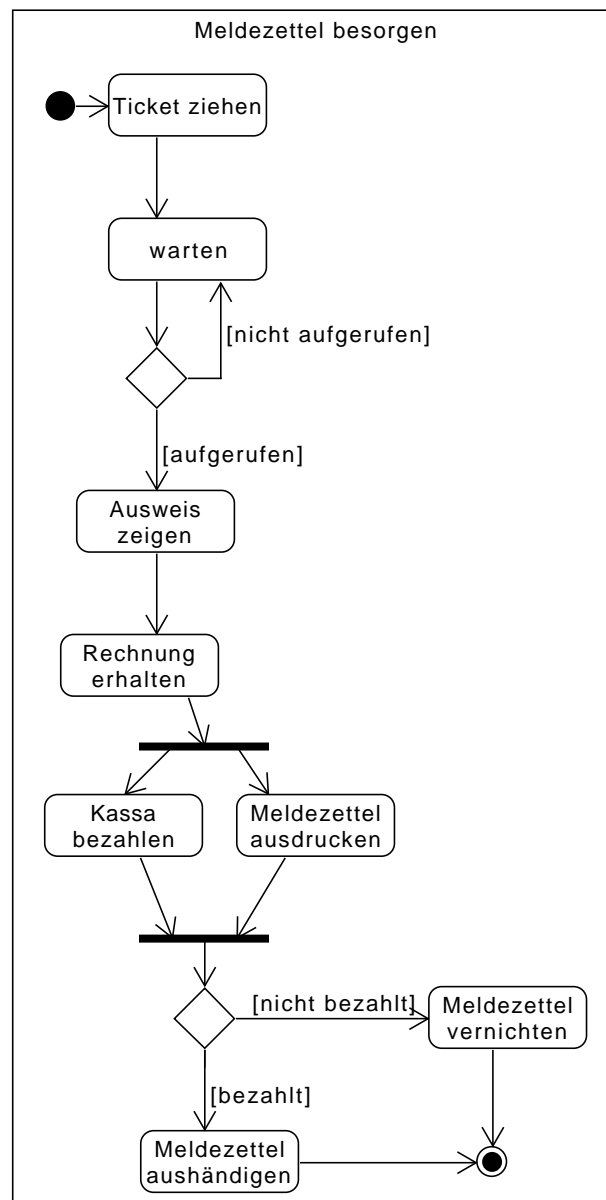 Meldezettel besorgen
Ticket ziehen
warten
[nicht aufgerufen]
[aufgerufen]
Ausweis
zeigen
Rechnung
erhalten
Kassa
bezahlen
Meldezettel
ausdrucken
[nicht bezahlt]
Meldezettel
vernichten
[bezahlt]
Meldezettel
aushändigen